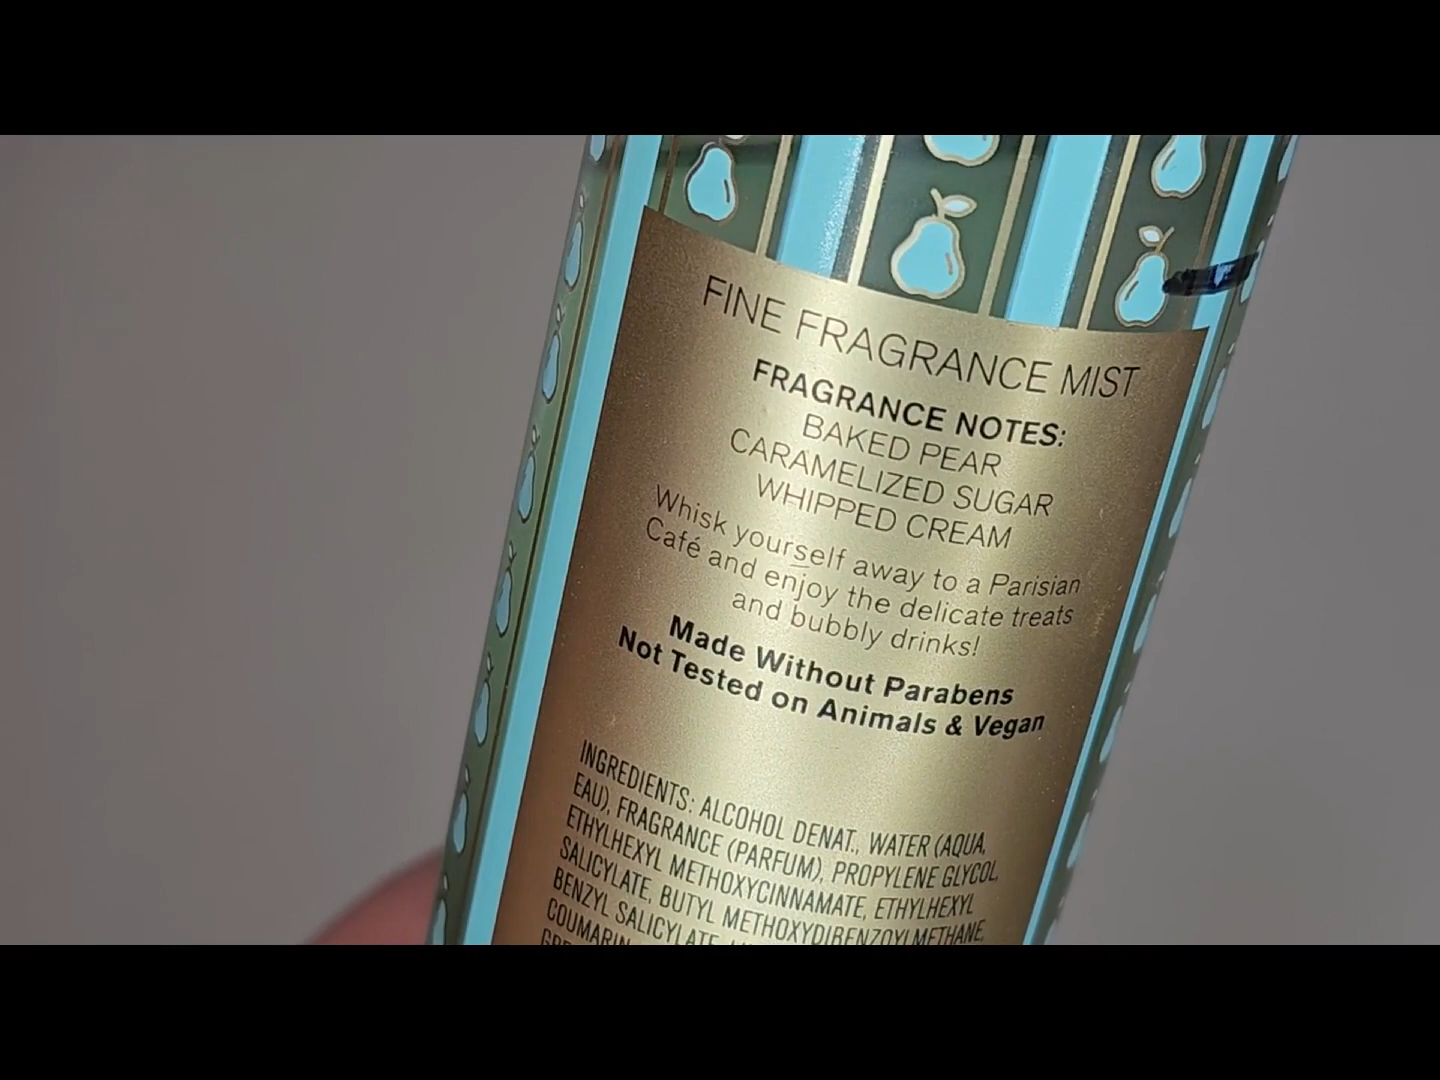 FINE FRAGRANCE MIST
FRAGRANCE NOTES:
BAKED PEAR
CARAMELIZED SUGAR
WHIPPED CREAM
Whisk yourself away to a Parisian
Café and enjoy the delicate treats
and bubbly drinks!
Made Without Parabens
Not Tested on Animals & Vegan
INGREDIENTS: ALCOHOL DENAT., WATER (AQUA,
EAU), FRAGRANCE (PARFUM), PROPYLENE GLYCOL,
ETHYLHEXYL METHOXYCINNAMATE, ETHYLHEXYL
SALICYLATE, BUTYL METHOXYDIBENZOYLMETHANE,
BENZYL SALICYLATE,
COUMARIN